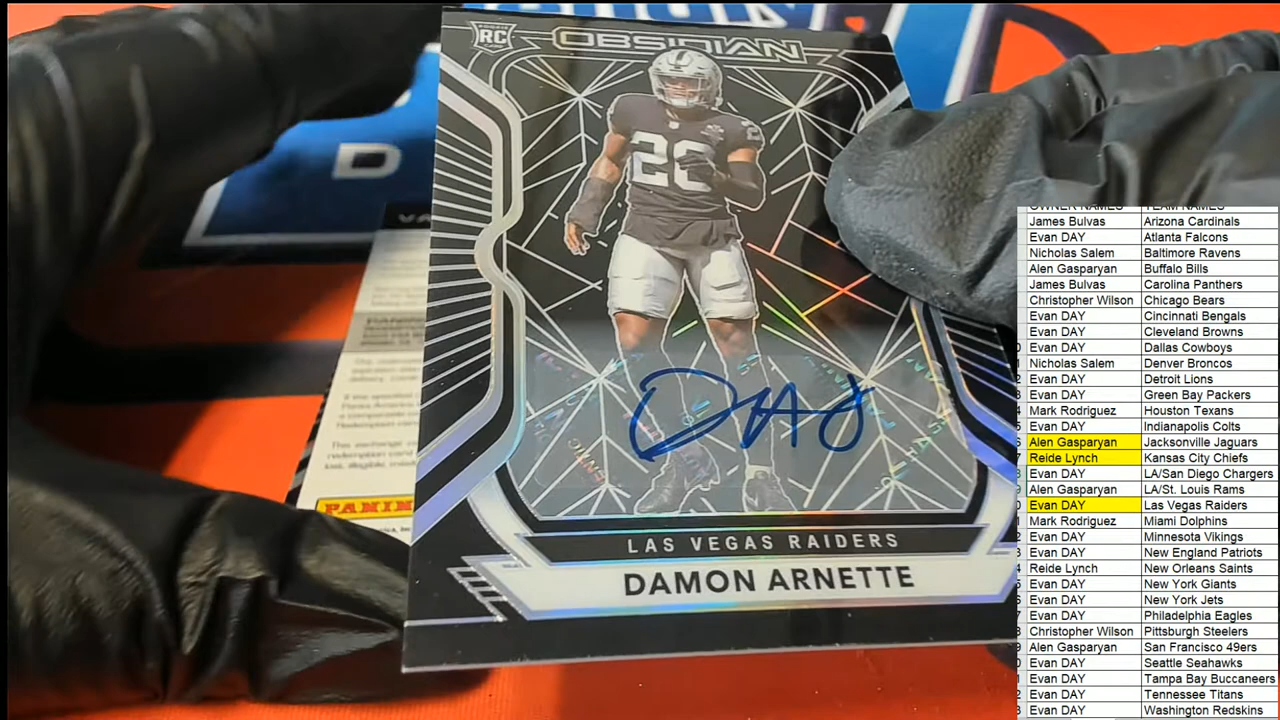 RC
OBSIDIAN
D
26
LAS VEGAS RAIDERS
DAMON ARNETTE
PANINI
OWNER NAMES TEAM NAMES
James Bulvas Arizona Cardinals
Evan DAY Atlanta Falcons
Nicholas Salem Baltimore Ravens
Alen Gasparyan Buffalo Bills
James Bulvas Carolina Panthers
Christopher Wilson Chicago Bears
Evan DAY Cincinnati Bengals
Evan DAY Cleveland Browns
Evan DAY Dallas Cowboys
Nicholas Salem Denver Broncos
Evan DAY Detroit Lions
Evan DAY Green Bay Packers
Mark Rodriguez Houston Texans
Evan DAY Indianapolis Colts
Alen Gasparyan Jacksonville Jaguars
Reide Lynch Kansas City Chiefs
Evan DAY LA/San Diego Chargers
Alen Gasparyan LA/St. Louis Rams
Evan DAY Las Vegas Raiders
Mark Rodriguez Miami Dolphins
Evan DAY Minnesota Vikings
Evan DAY New England Patriots
Reide Lynch New Orleans Saints
Evan DAY New York Giants
Evan DAY New York Jets
Evan DAY Philadelphia Eagles
Christopher Wilson Pittsburgh Steelers
Alen Gasparyan San Francisco 49ers
Evan DAY Seattle Seahawks
Evan DAY Tampa Bay Buccaneers
Evan DAY Tennessee Titans
Evan DAY Washington Redskins